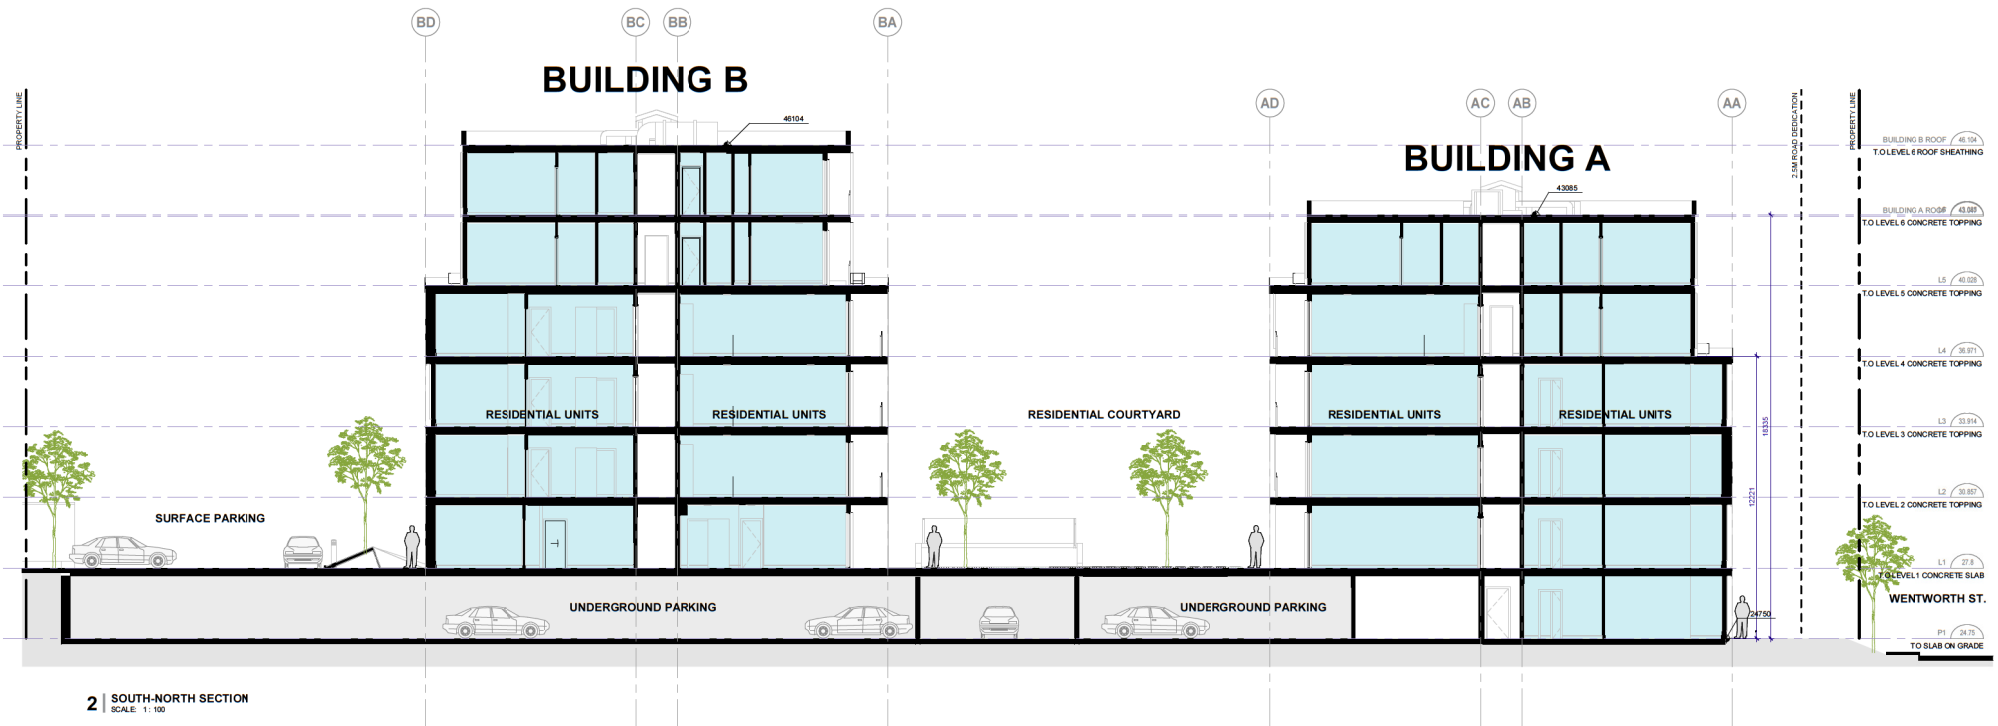 BD
BC
BB
BA
BUILDING B
AD
AC
AB
AA
BUILDING A
PROPERTY LINE
46104
43085
2.5M ROAD DEDICATION
PROPERTY LINE
BUILDING B ROOF 46.104
T.O LEVEL 6 ROOF SHEATHING
BUILDING A ROOF
T.O LEVEL 6 CONCRETE TOPPING
L5 40.028
T.O LEVEL 5 CONCRETE TOPPING
L4 36.971
T.O LEVEL 4 CONCRETE TOPPING
L3 33.914
T.O LEVEL 3 CONCRETE TOPPING
L2 30.857
T.O LEVEL 2 CONCRETE TOPPING
L1 27.8
T.O LEVEL 1 CONCRETE SLAB
WENTWORTH ST.
P1 24.75
TO SLAB ON GRADE
RESIDENTIAL UNITS
RESIDENTIAL UNITS
RESIDENTIAL COURTYARD
RESIDENTIAL UNITS
RESIDENTIAL UNITS
18335
12221
SURFACE PARKING
UNDERGROUND PARKING
UNDERGROUND PARKING
24750
2 SOUTH-NORTH SECTION
SCALE: 1 : 100